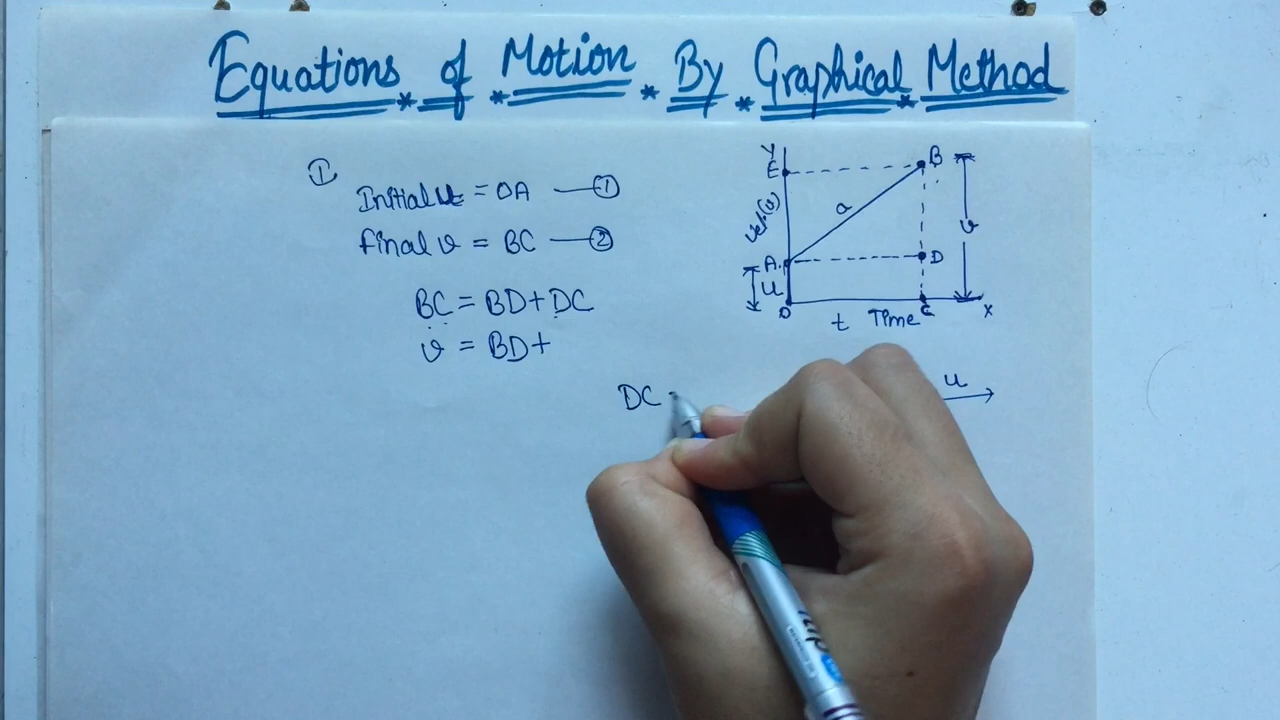 Equations * of * Motion * By * Graphical * Method
①
Initial u = OA —①
final v = BC —②
BC = BD + DC
v = BD +
DC
Y
E
B
Vel.(v)
a
v
A
D
u
O
t Time
C
X
u